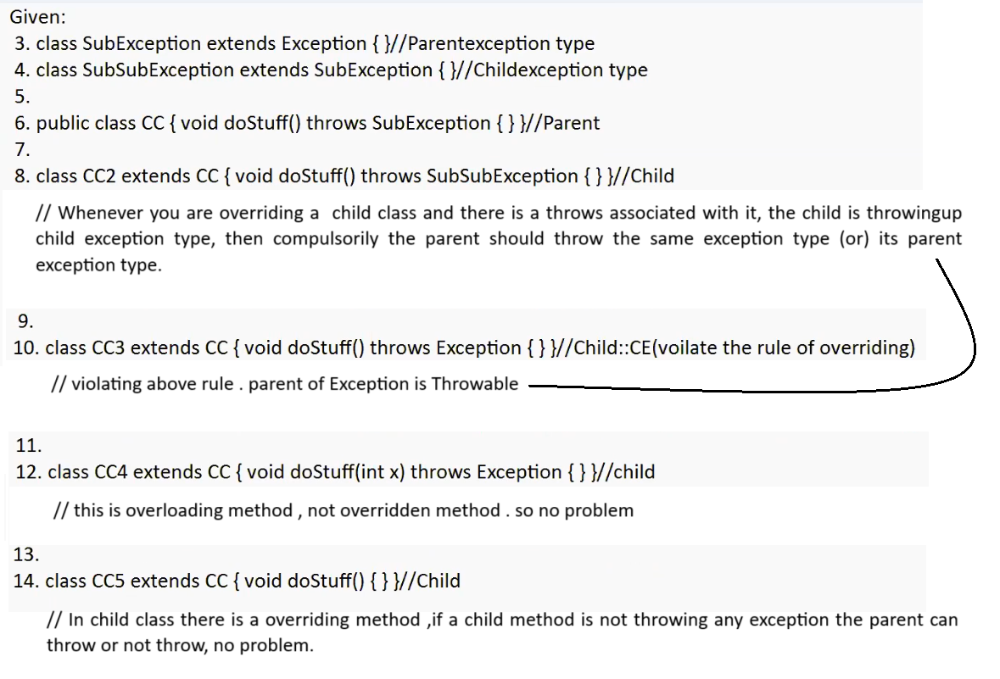 Given:
3. class SubException extends Exception { }//Parentexception type
4. class SubSubException extends SubException { }//Childexception type
5.
6. public class CC { void doStuff() throws SubException { } }//Parent
7.
8. class CC2 extends CC { void doStuff() throws SubSubException { } }//Child
// Whenever you are overriding a child class and there is a throws associated with it, the child is throwingup
child exception type, then compulsorily the parent should throw the same exception type (or) its parent
exception type.
9.
10. class CC3 extends CC { void doStuff() throws Exception { } }//Child::CE(voilate the rule of overriding)
// violating above rule . parent of Exception is Throwable
11.
12. class CC4 extends CC { void doStuff(int x) throws Exception { } }//child
// this is overloading method , not overridden method . so no problem
13.
14. class CC5 extends CC { void doStuff() { } }//Child
// In child class there is a overriding method ,if a child method is not throwing any exception the parent can
throw or not throw, no problem.